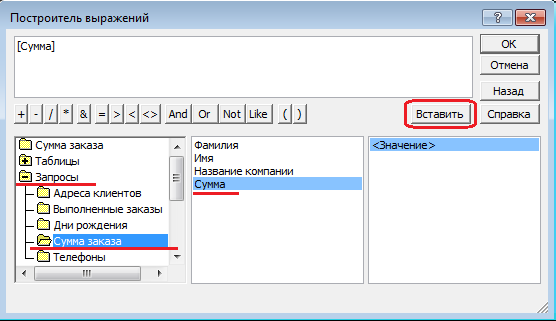 Построитель выражений
?
[Сумма]
ОК
Отмена
Назад
Справка
+ - / * & = > < <> And Or Not Like ( )
Вставить
Сумма заказа
Таблицы
Запросы
Адреса клиентов
Выполненные заказы
Дни рождения
Сумма заказа
Телефоны
Фамилия
Имя
Название компании
Сумма
<Значение>